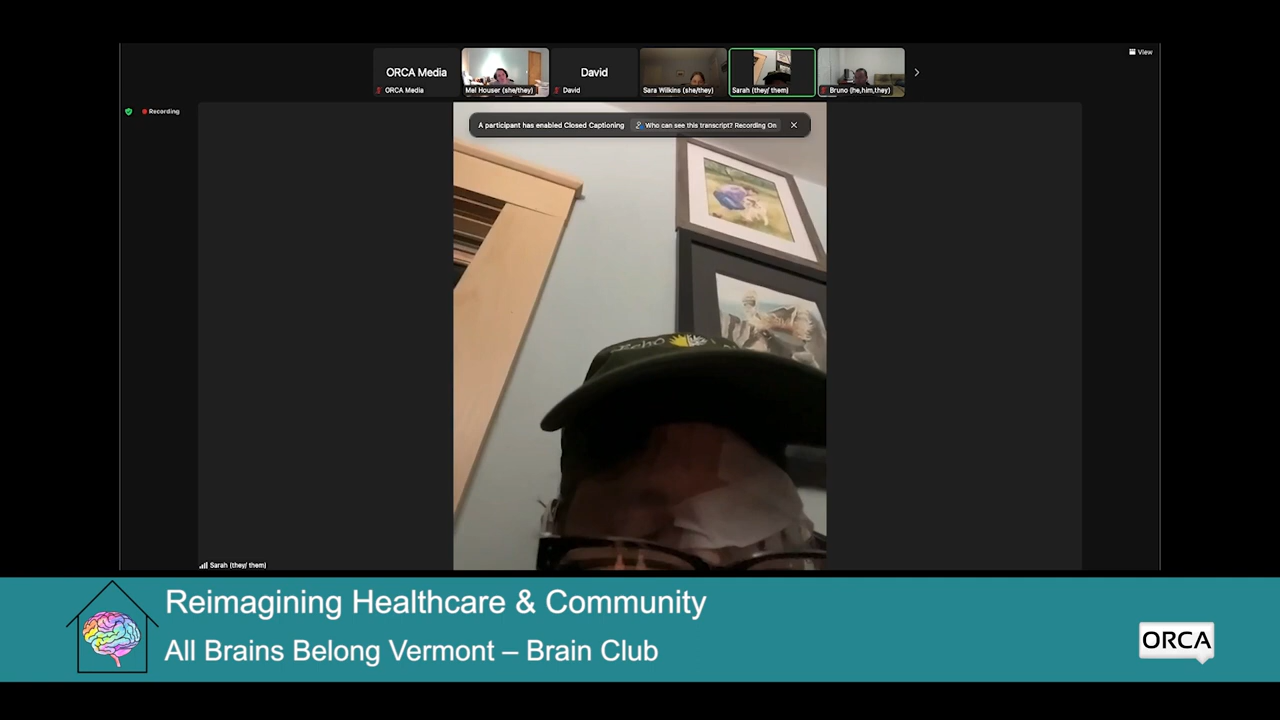 View
ORCA Media
David
ORCA Media
Mel Houser (she/they)
David
Sara Wilkins (she/they)
Sarah (they/ them)
Bruno (he,him,they)
Recording
A participant has enabled Closed Captioning
Who can see this transcript? Recording On
Sarah (they/ them)
Reimagining Healthcare & Community
All Brains Belong Vermont – Brain Club
ORCA